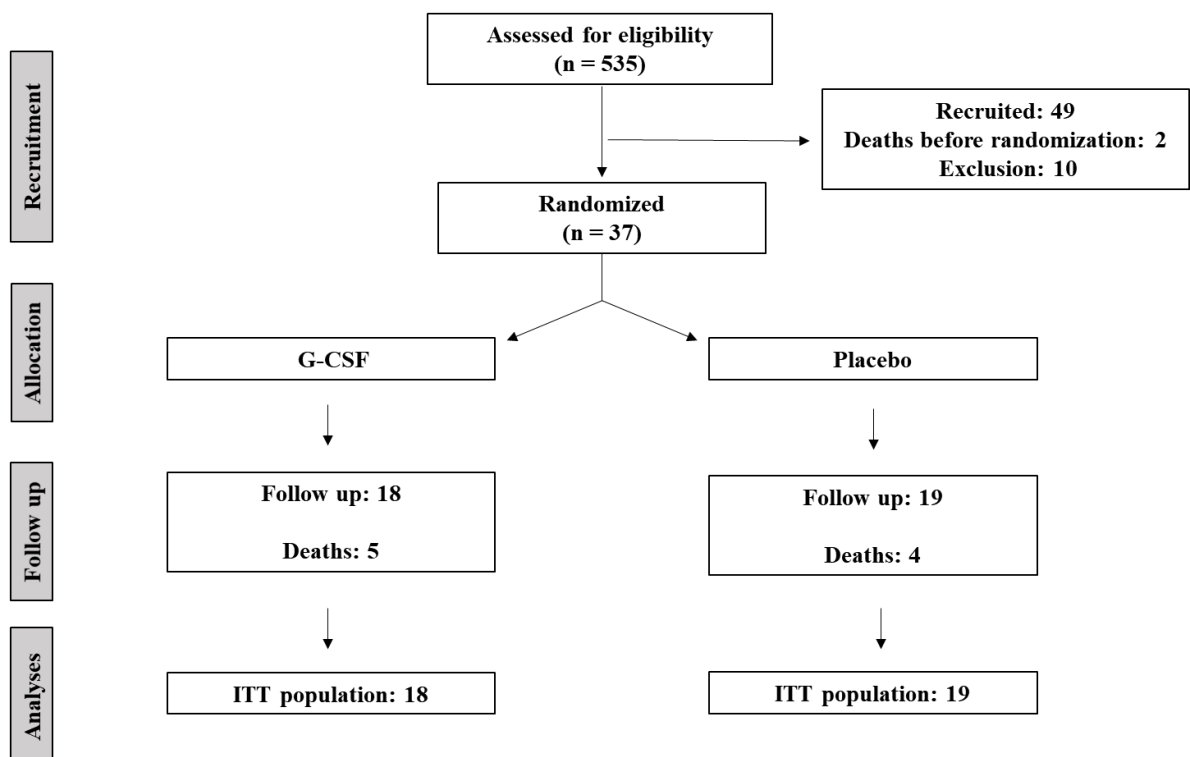 Assessed for eligibility
(n = 535)
Recruitment
Recruited: 49
Deaths before randomization: 2
Exclusion: 10
Randomized
(n = 37)
Allocation
G-CSF
Placebo
Follow up
Follow up: 18
Deaths: 5
Follow up: 19
Deaths: 4
Analyses
ITT population: 18
ITT population: 19